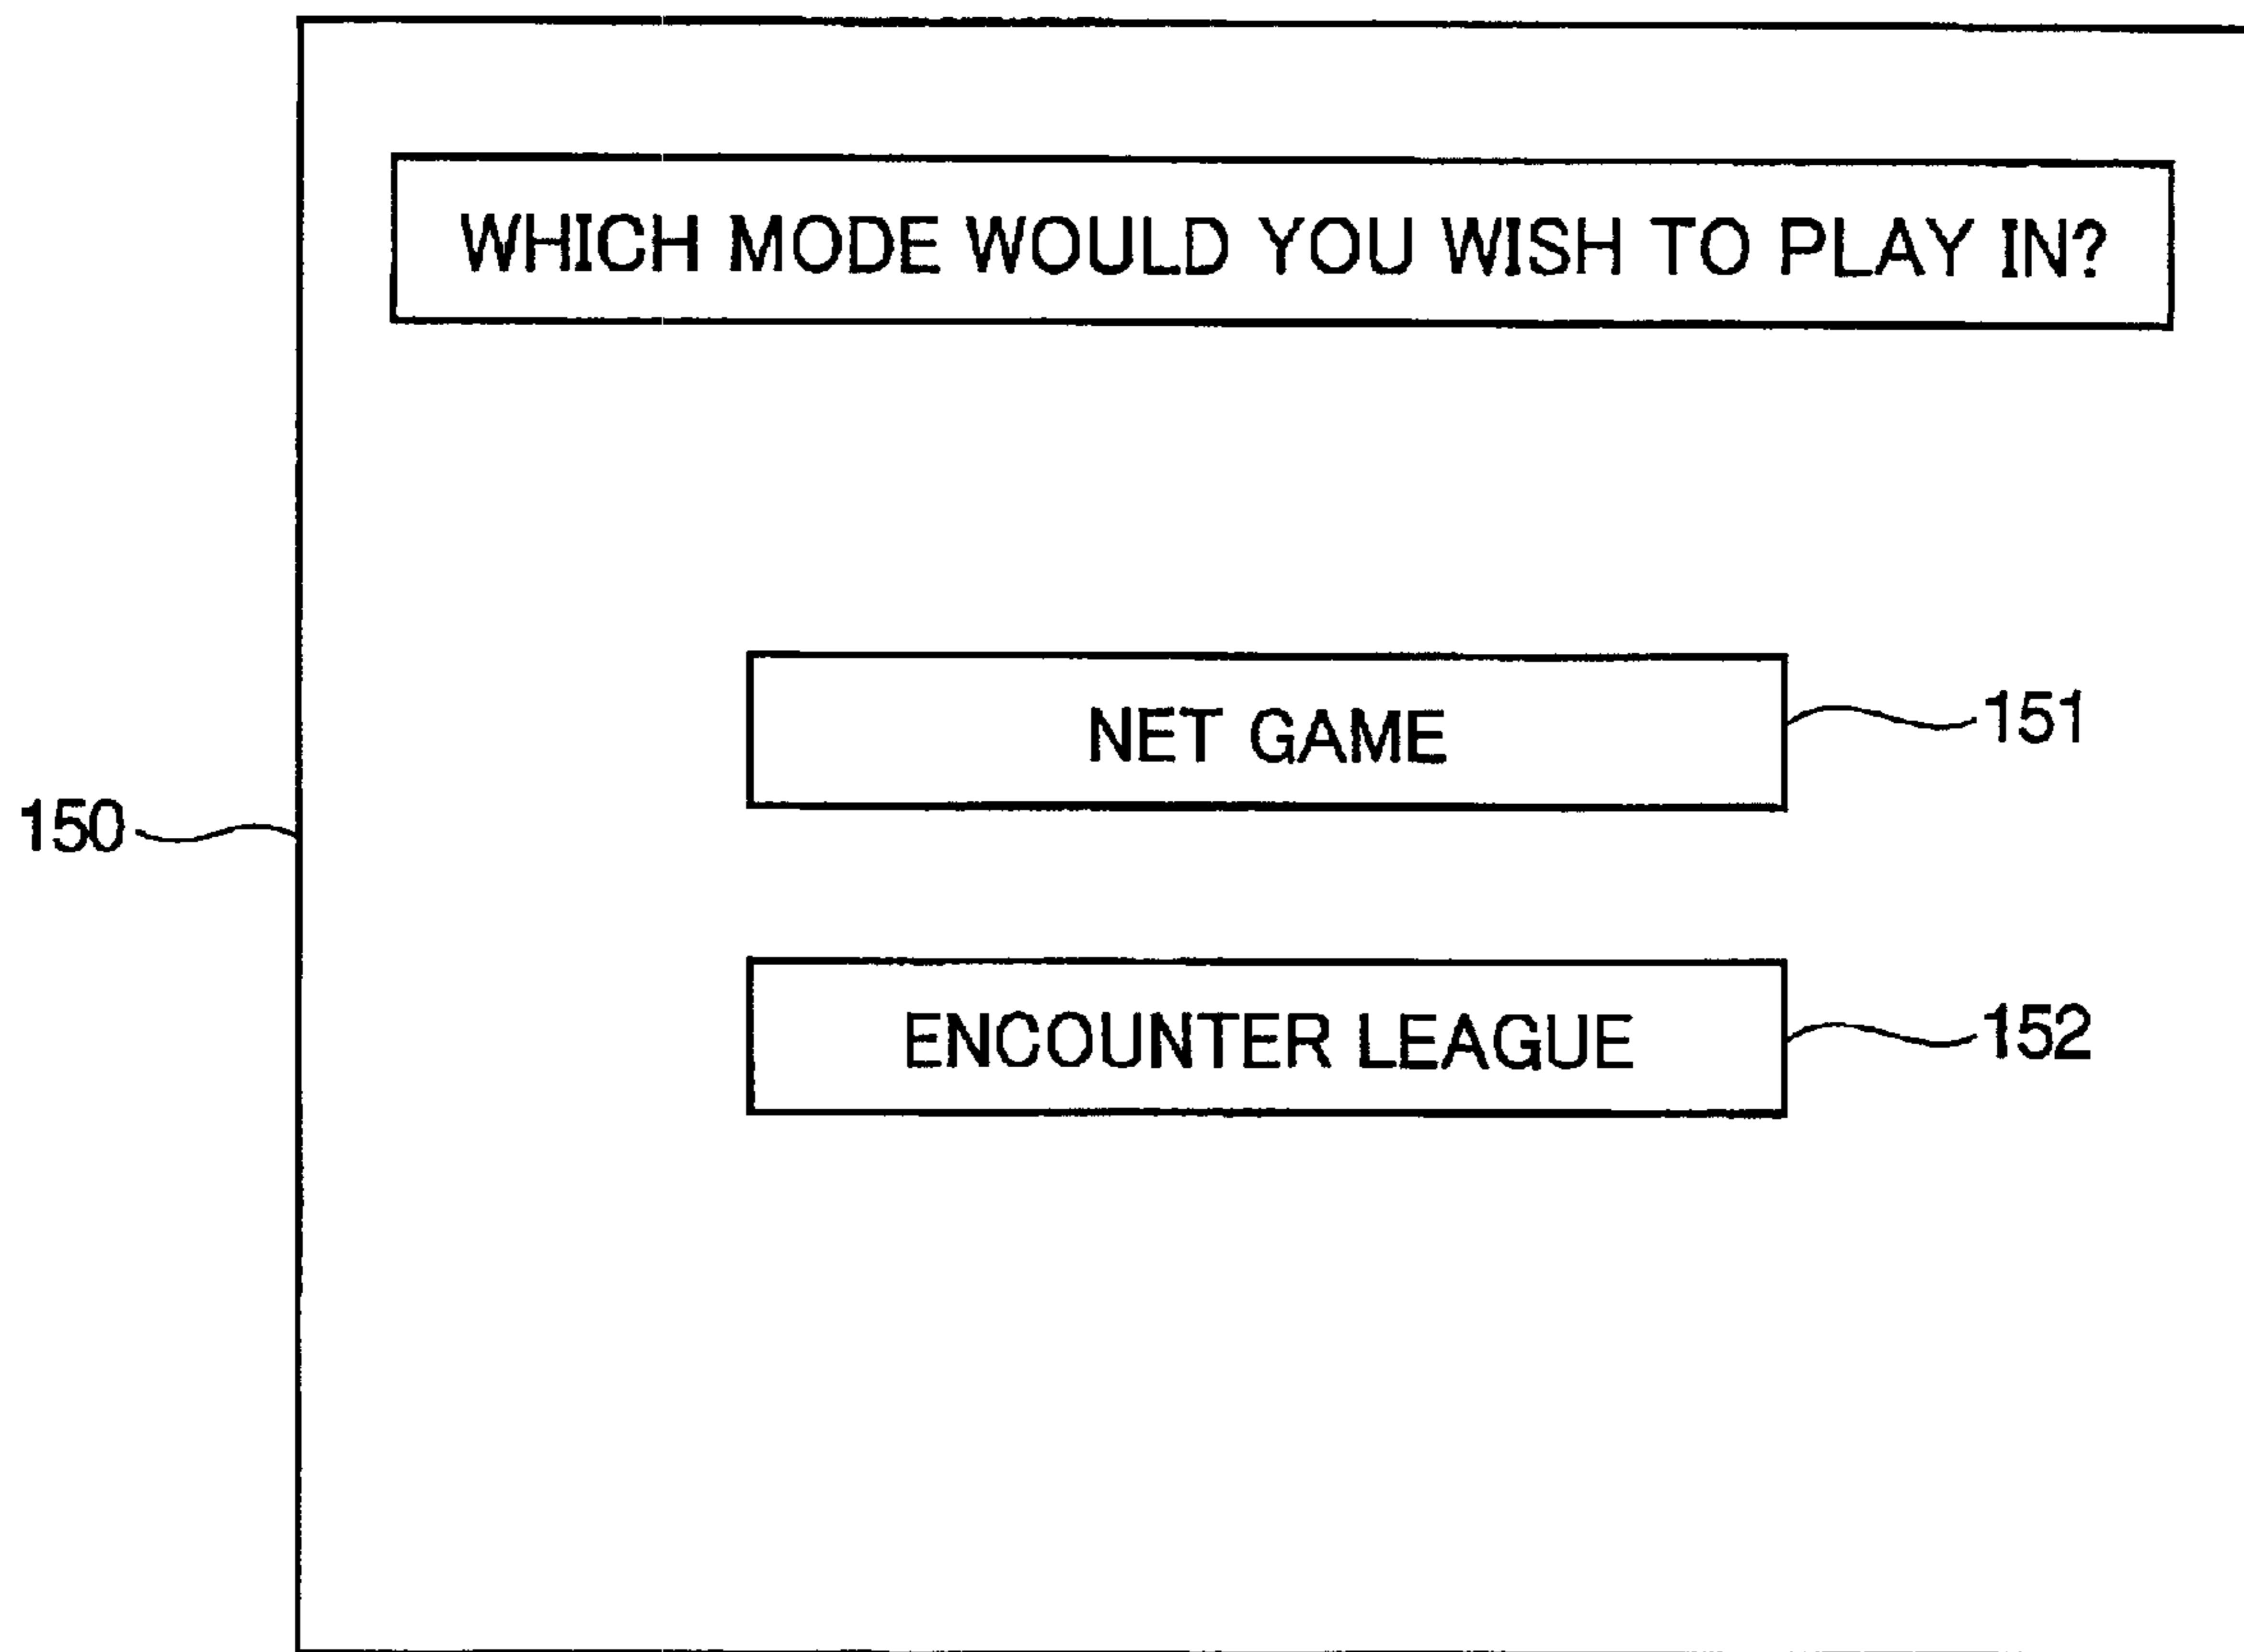 WHICH MODE WOULD YOU WISH TO PLAY IN?
NET GAME
151
150
ENCOUNTER LEAGUE
152